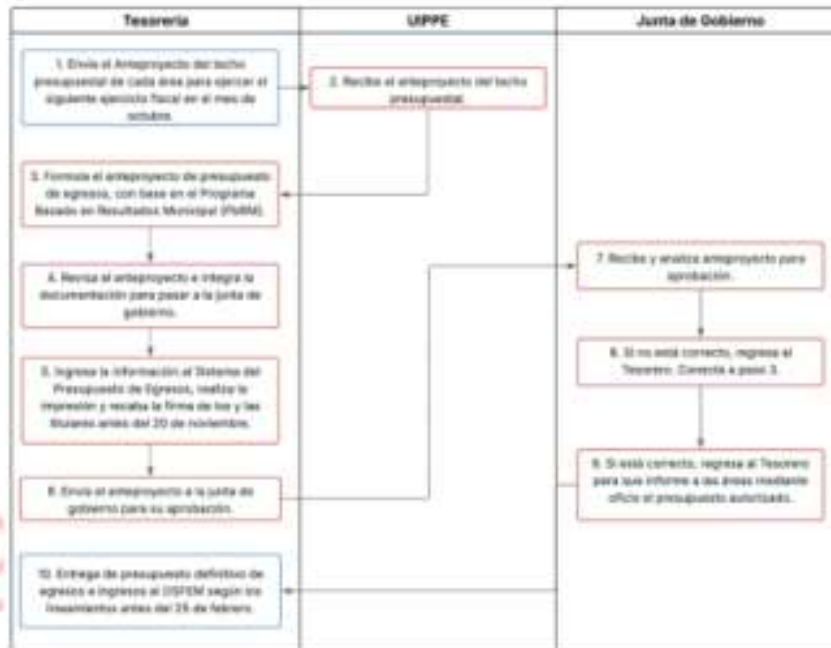 Tesorería
UIPPE
Junta de Gobierno
1. Envía el Anteproyecto del techo
presupuestal de cada área para ejercer el
siguiente ejercicio fiscal en el mes de
octubre.
2. Recibe el anteproyecto del techo
presupuestal.
3. Formula el anteproyecto de presupuesto
de egresos, con base en el Programa
Basado en Resultados Municipal (PbRM).
4. Revisa el anteproyecto e integra la
documentación para pasar a la junta de
gobierno.
5. Ingresa la información al Sistema del
Presupuesto de Egresos, realiza la
impresión y recaba la firma de los y las
titulares antes del 20 de noviembre.
6. Envía el anteproyecto a la junta de
gobierno para su aprobación.
7. Recibe y analiza anteproyecto para
aprobación.
8. Si no está correcto, regresa al
Tesorero. Conecta a paso 3.
9. Si está correcto, regresa al Tesorero
para que informe a las áreas mediante
oficio el presupuesto autorizado.
10. Entrega de presupuesto definitivo de
egresos e ingresos al OSFEM según los
lineamientos antes del 25 de febrero.